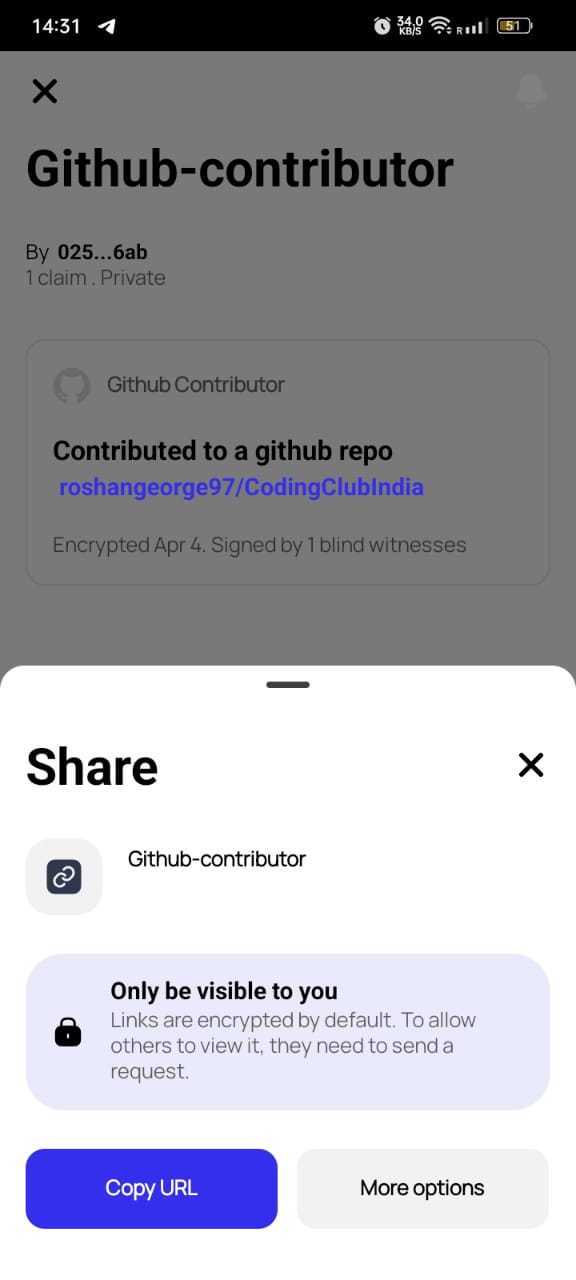 14:31
34.0
KB/S
R
51
Github-contributor
By 025...6ab
1 claim . Private
Github Contributor
Contributed to a github repo
roshangeorge97/CodingClubIndia
Encrypted Apr 4. Signed by 1 blind witnesses
Share
Github-contributor
Only be visible to you
Links are encrypted by default. To allow
others to view it, they need to send a
request.
Copy URL
More options